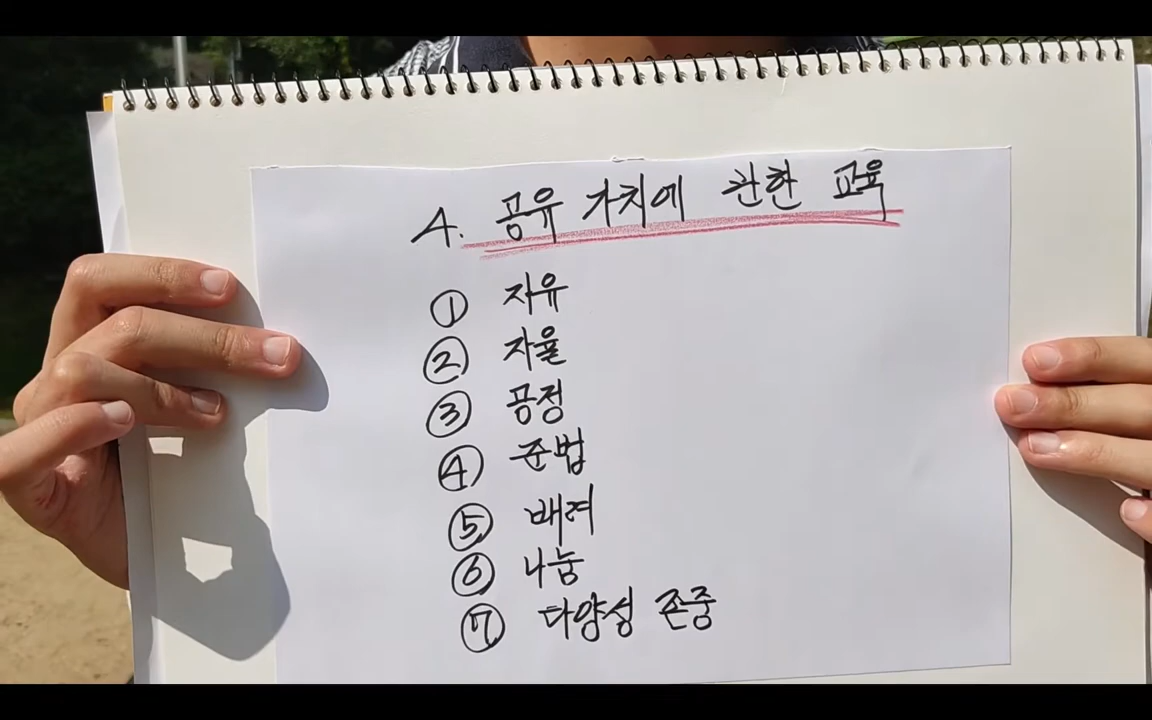 A. 공유 가치에 관한 교육
① 자유
② 자율
③ 공정
④ 준법
⑤ 배려
⑥ 나눔
⑦ 다양성 존중